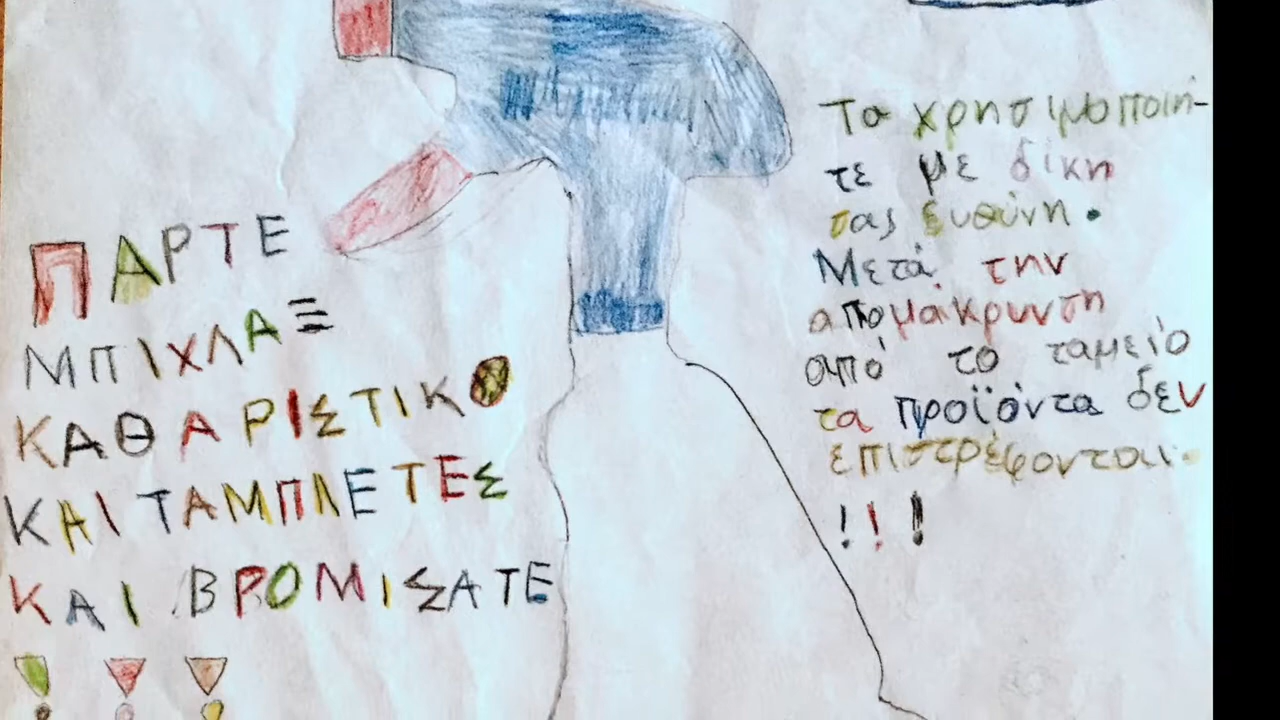 ΠΑΡΤΕ
ΜΠΙΧΛΑΞ
ΚΑΘΑΡΙΣΤΙΚΟ
ΚΑΙ ΤΑΜΠΛΕΤΕΣ
ΚΑΙ ΒΡΟΜΙΣΑΤΕ
!!!
Τα χρησιμοποιή-
τε με δίκη
σας ευθύνη.
Μετά την
απομάκρυνση
από το ταμείο
τα προϊόντα δεν
επιστρέφονται.
!!!